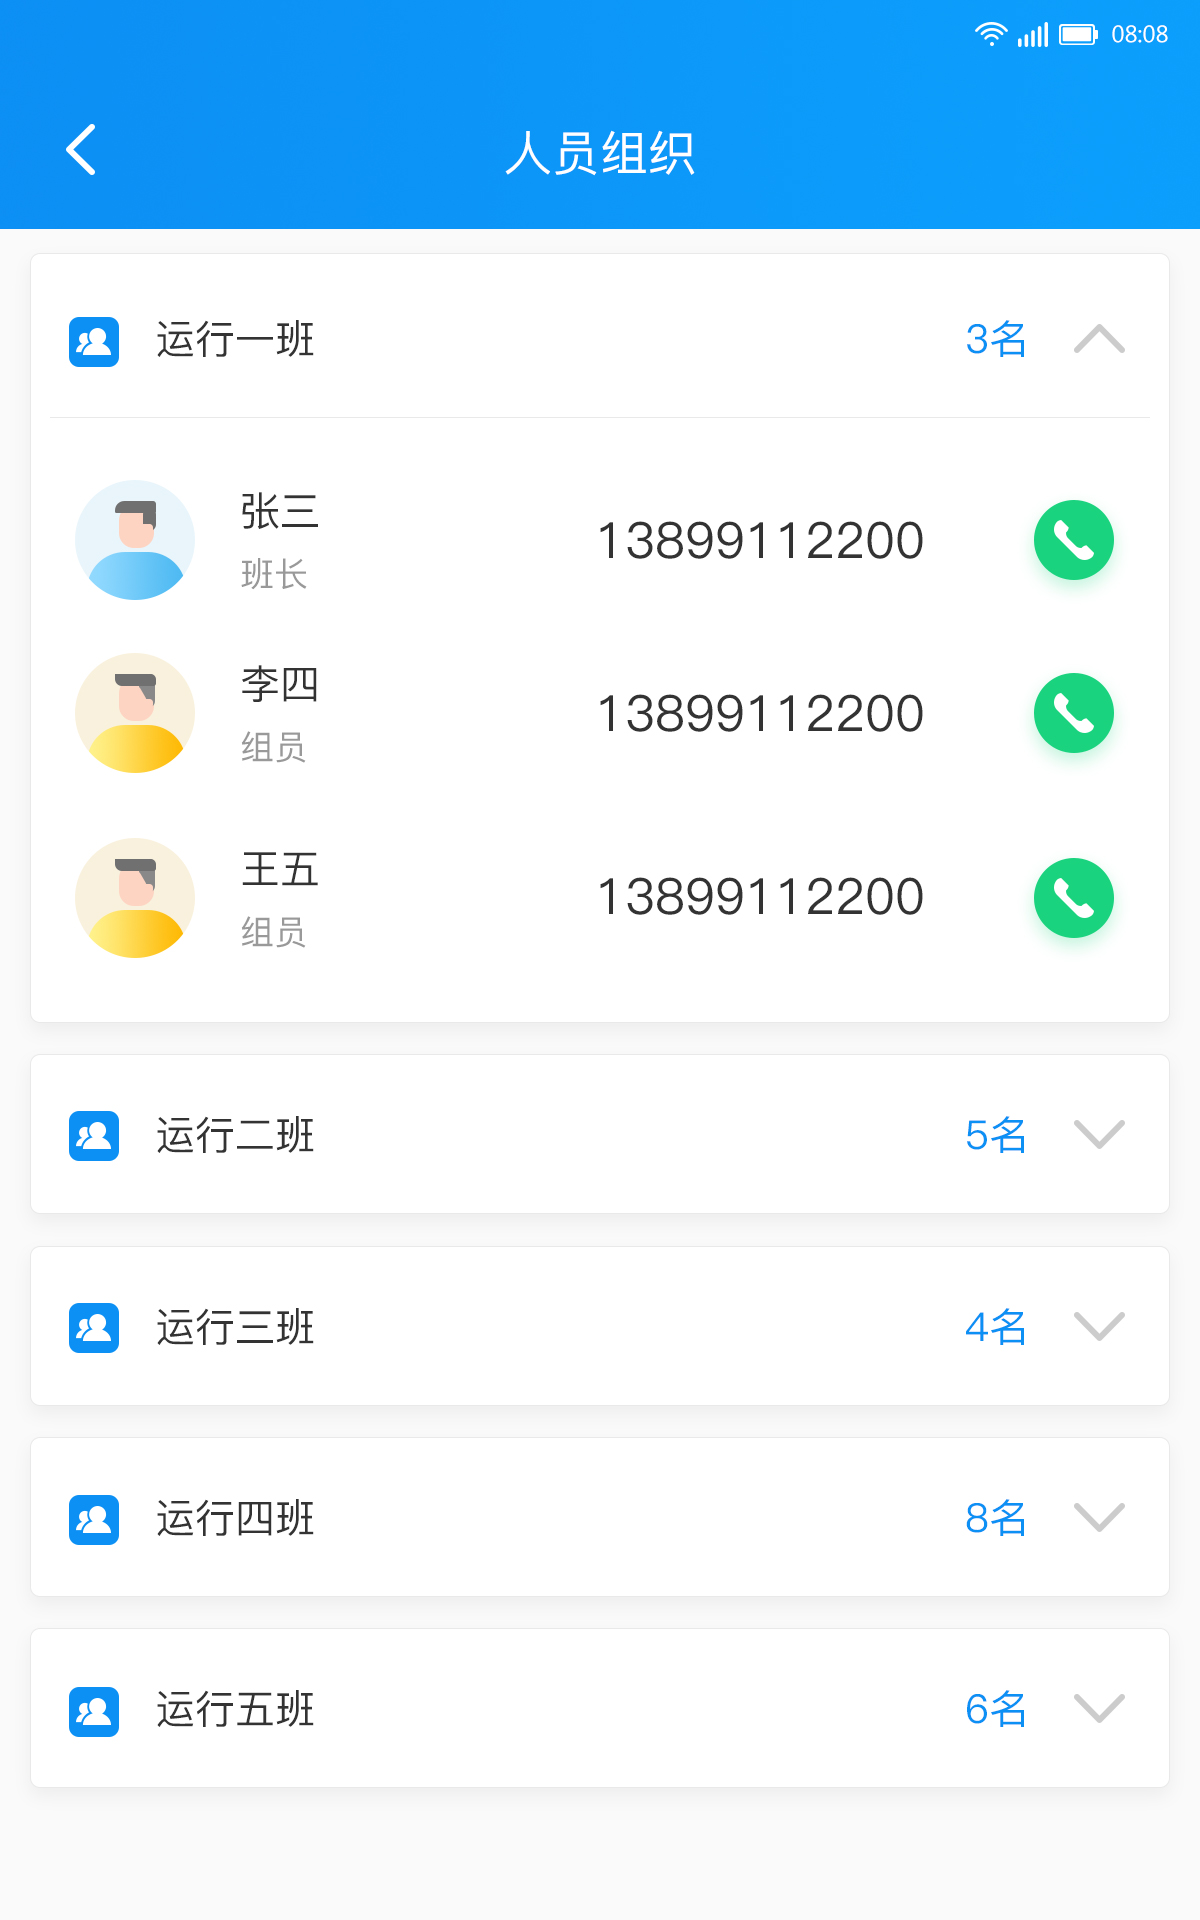 08:08
人员组织
运行一班 3名
张三
班长
13899112200
李四
组员
13899112200
王五
组员
13899112200
运行二班 5名
运行三班 4名
运行四班 8名
运行五班 6名